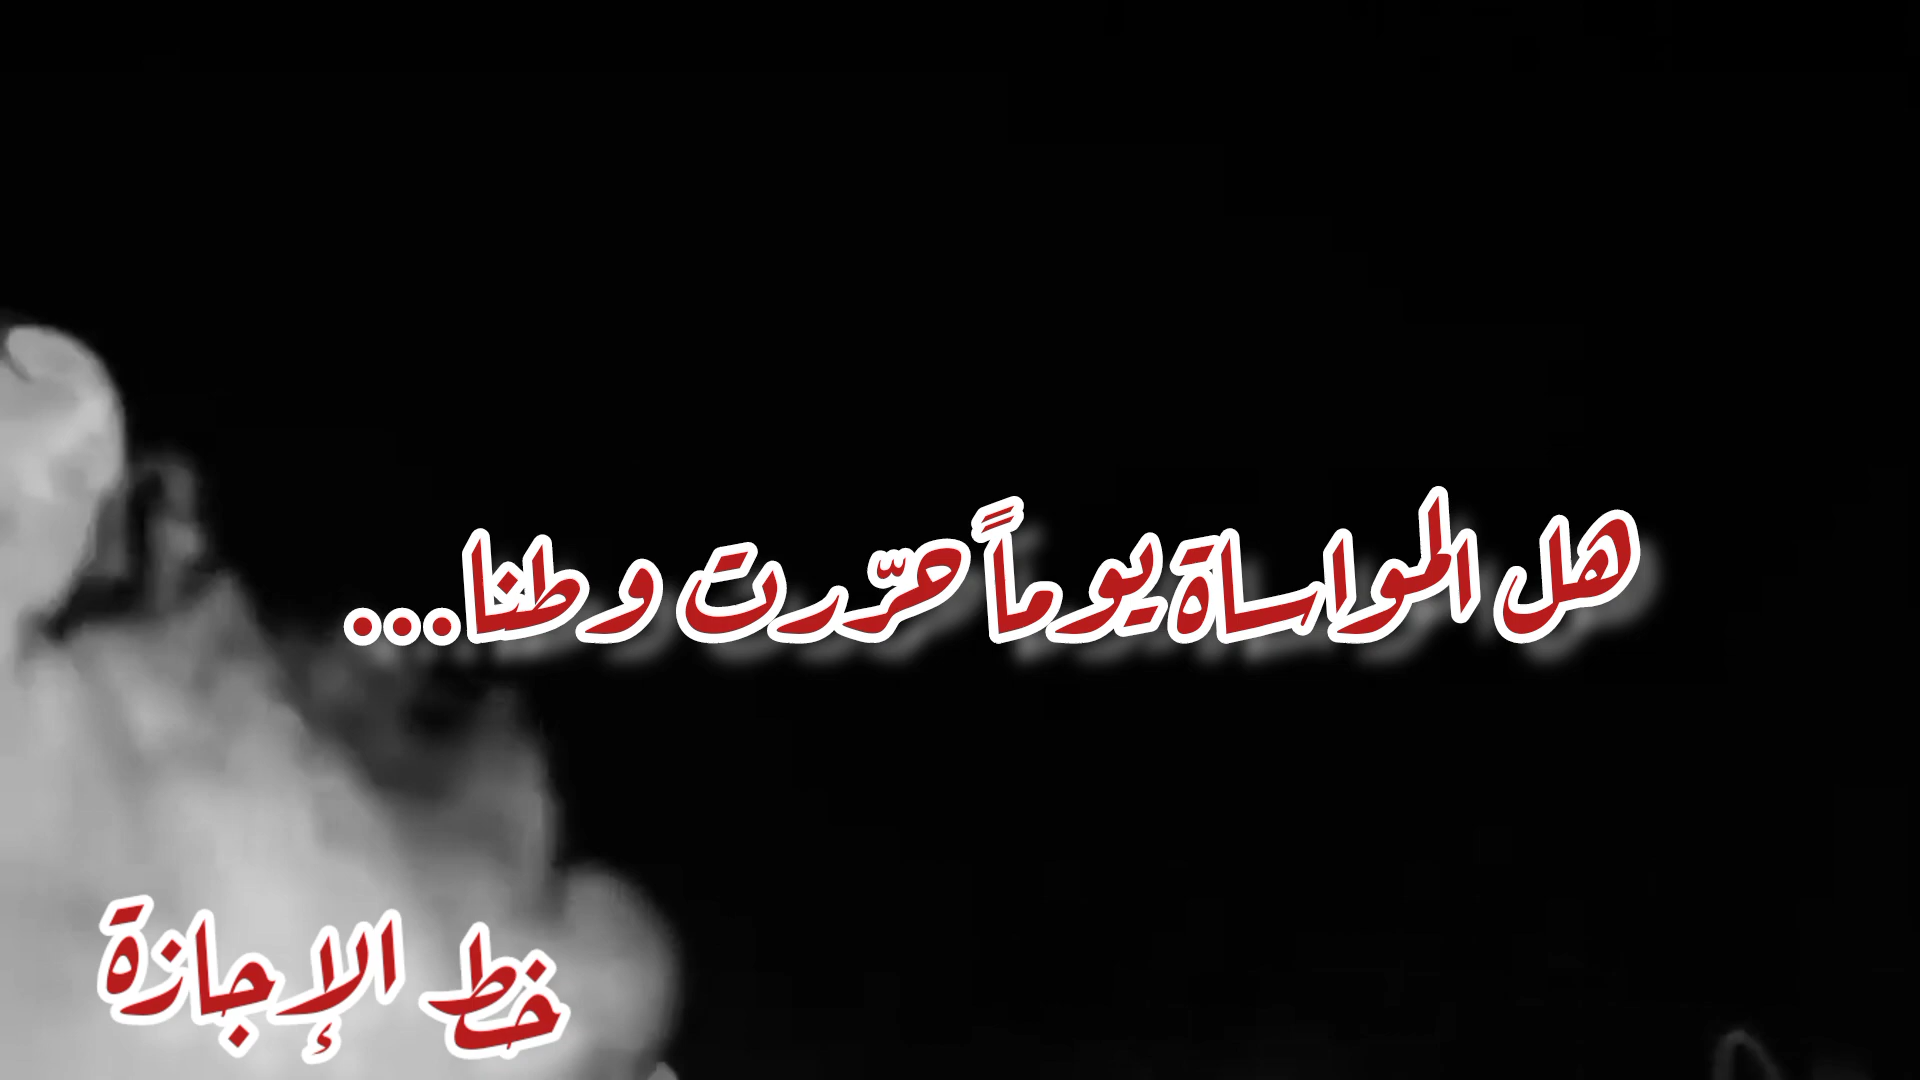 هل المواساة يوماً حرّرت وطنا...
خط الإجازة